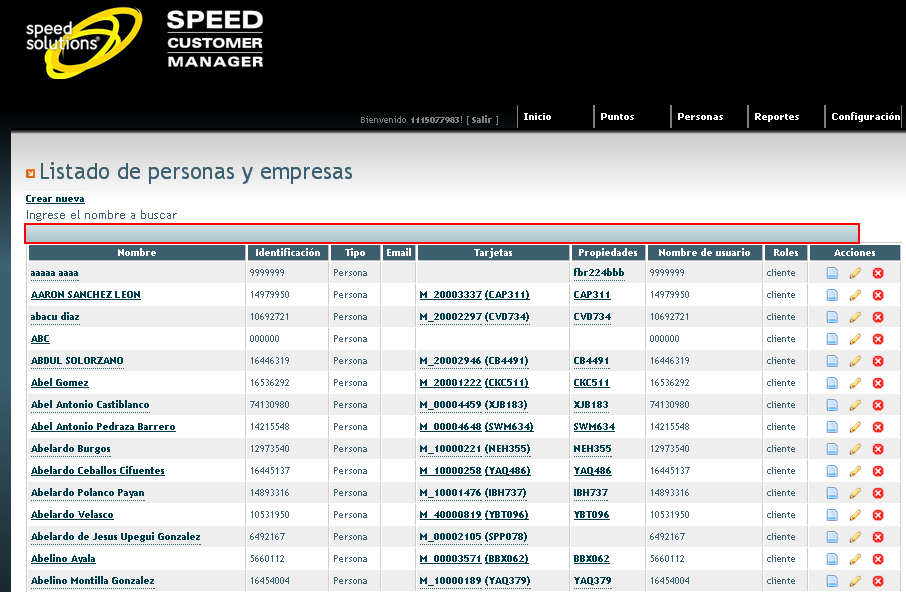 speed solutions®
SPEED
CUSTOMER
MANAGER
Bienvenido 1115077983! [ Salir ]
Inicio
Puntos
Personas
Reportes
Configuración
Listado de personas y empresas
Crear nueva
Ingrese el nombre a buscar
Nombre Identificación Tipo Email Tarjetas Propiedades Nombre de usuario Roles Acciones
aaaaa aaaa 9999999 Persona fbr224bbb 9999999 cliente
AARON SANCHEZ LEON 14979950 Persona M_20003337 (CAP311) CAP311 14979950 cliente
abacu diaz 10692721 Persona M_20002297 (CVD734) CVD734 10692721 cliente
ABC 000000 Persona 000000 cliente
ABDUL SOLORZANO 16446319 Persona M_20002946 (CB4491) CB4491 16446319 cliente
Abel Gomez 16536292 Persona M_20001222 (CKC511) CKC511 16536292 cliente
Abel Antonio Castiblanco 74130980 Persona M_00004459 (XJB183) XJB183 74130980 cliente
Abel Antonio Pedraza Barrero 14215548 Persona M_00004648 (SWM634) SWM634 14215548 cliente
Abelardo Burgos 12973540 Persona M_10000221 (NEH355) NEH355 12973540 cliente
Abelardo Ceballos Cifuentes 16445137 Persona M_10000258 (YAQ486) YAQ486 16445137 cliente
Abelardo Polanco Payan 14893316 Persona M_10001476 (IBH737) IBH737 14893316 cliente
Abelardo Velasco 10531950 Persona M_40000819 (YBT096) YBT096 10531950 cliente
Abelardo de Jesus Upegui Gonzalez 6492167 Persona M_00002105 (SPP078) 6492167 cliente
Abelino Ayala 5660112 Persona M_00003571 (BBX062) BBX062 5660112 cliente
Abelino Montilla Gonzalez 16454004 Persona M_10000189 (YAQ379) YAQ379 16454004 cliente